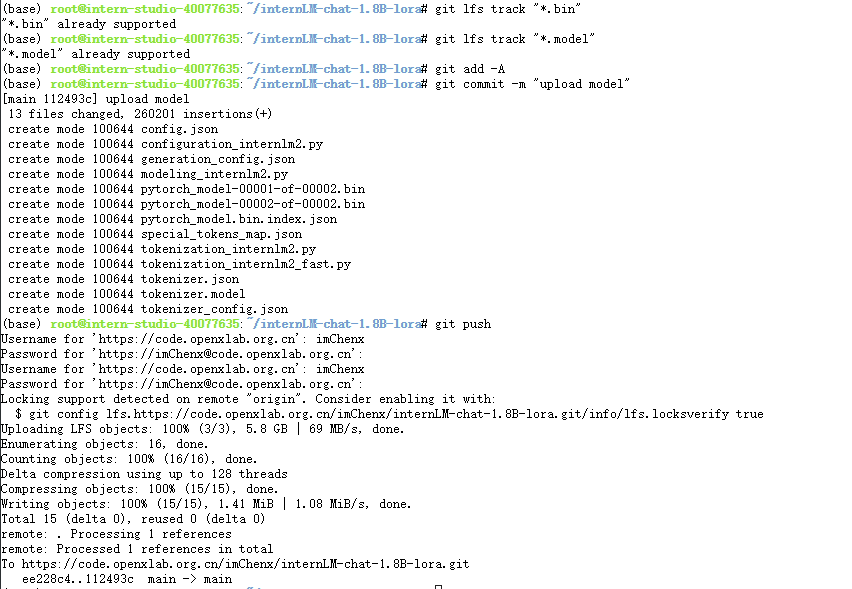 (base) root@intern-studio-40077635:~/internLM-chat-1.8B-lora# git lfs track "*.bin"
"*.bin" already supported
(base) root@intern-studio-40077635:~/internLM-chat-1.8B-lora# git lfs track "*.model"
"*.model" already supported
(base) root@intern-studio-40077635:~/internLM-chat-1.8B-lora# git add -A
(base) root@intern-studio-40077635:~/internLM-chat-1.8B-lora# git commit -m "upload model"
[main 112493c] upload model
 13 files changed, 260201 insertions(+)
 create mode 100644 config.json
 create mode 100644 configuration_internlm2.py
 create mode 100644 generation_config.json
 create mode 100644 modeling_internlm2.py
 create mode 100644 pytorch_model-00001-of-00002.bin
 create mode 100644 pytorch_model-00002-of-00002.bin
 create mode 100644 pytorch_model.bin.index.json
 create mode 100644 special_tokens_map.json
 create mode 100644 tokenization_internlm2.py
 create mode 100644 tokenization_internlm2_fast.py
 create mode 100644 tokenizer.json
 create mode 100644 tokenizer.model
 create mode 100644 tokenizer_config.json
(base) root@intern-studio-40077635:~/internLM-chat-1.8B-lora# git push
Username for 'https://code.openxlab.org.cn': imChenx
Password for 'https://imChenx@code.openxlab.org.cn':
Username for 'https://code.openxlab.org.cn': imChenx
Password for 'https://imChenx@code.openxlab.org.cn':
Locking support detected on remote "origin". Consider enabling it with:
  $ git config lfs.https://code.openxlab.org.cn/imChenx/internLM-chat-1.8B-lora.git/info/lfs.locksverify true
Uploading LFS objects: 100% (3/3), 5.8 GB | 69 MB/s, done.
Enumerating objects: 16, done.
Counting objects: 100% (16/16), done.
Delta compression using up to 128 threads
Compressing objects: 100% (15/15), done.
Writing objects: 100% (15/15), 1.41 MiB | 1.08 MiB/s, done.
Total 15 (delta 0), reused 0 (delta 0)
remote: . Processing 1 references
remote: Processed 1 references in total
To https://code.openxlab.org.cn/imChenx/internLM-chat-1.8B-lora.git
   ee228c4..112493c  main -> main